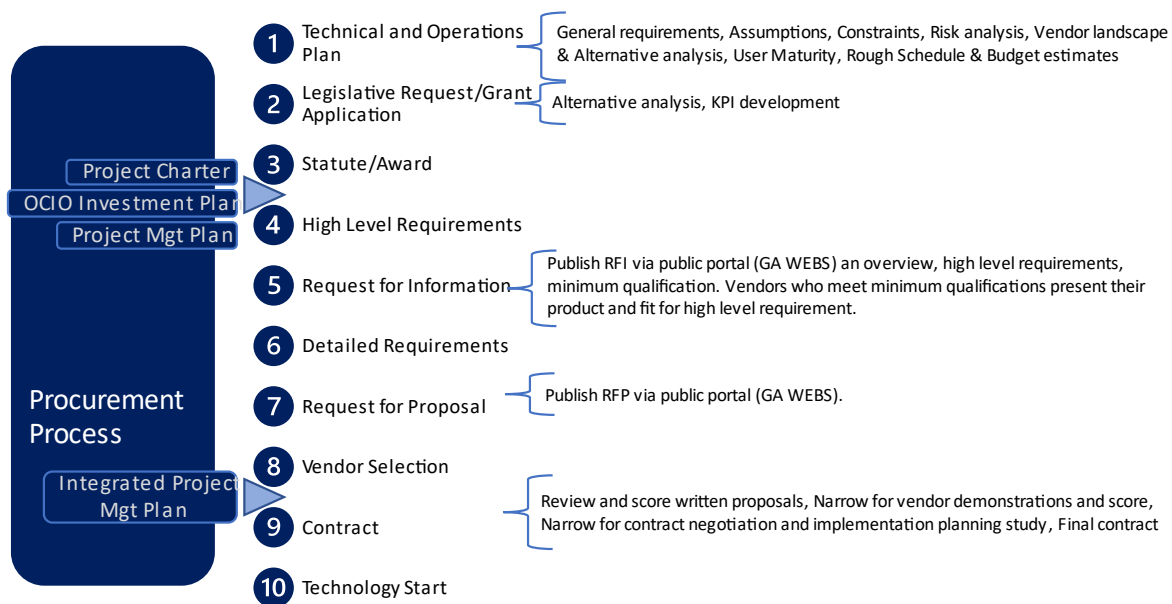 1
Technical and Operations
Plan
General requirements, Assumptions, Constraints, Risk analysis, Vendor landscape
& Alternative analysis, User Maturity, Rough Schedule & Budget estimates
2
Legislative Request/Grant
Application
Alternative analysis, KPI development
Project Charter
OCIO Investment Plan
Project Mgt Plan
3
Statute/Award
4
High Level Requirements
5
Request for Information
Publish RFI via public portal (GA WEBS) an overview, high level requirements,
minimum qualification. Vendors who meet minimum qualifications present their
product and fit for high level requirement.
6
Detailed Requirements
Procurement
Process
7
Request for Proposal
Publish RFP via public portal (GA WEBS).
8
Vendor Selection
Integrated Project
Mgt Plan
9
Contract
Review and score written proposals, Narrow for vendor demonstrations and score,
Narrow for contract negotiation and implementation planning study, Final contract
10
Technology Start